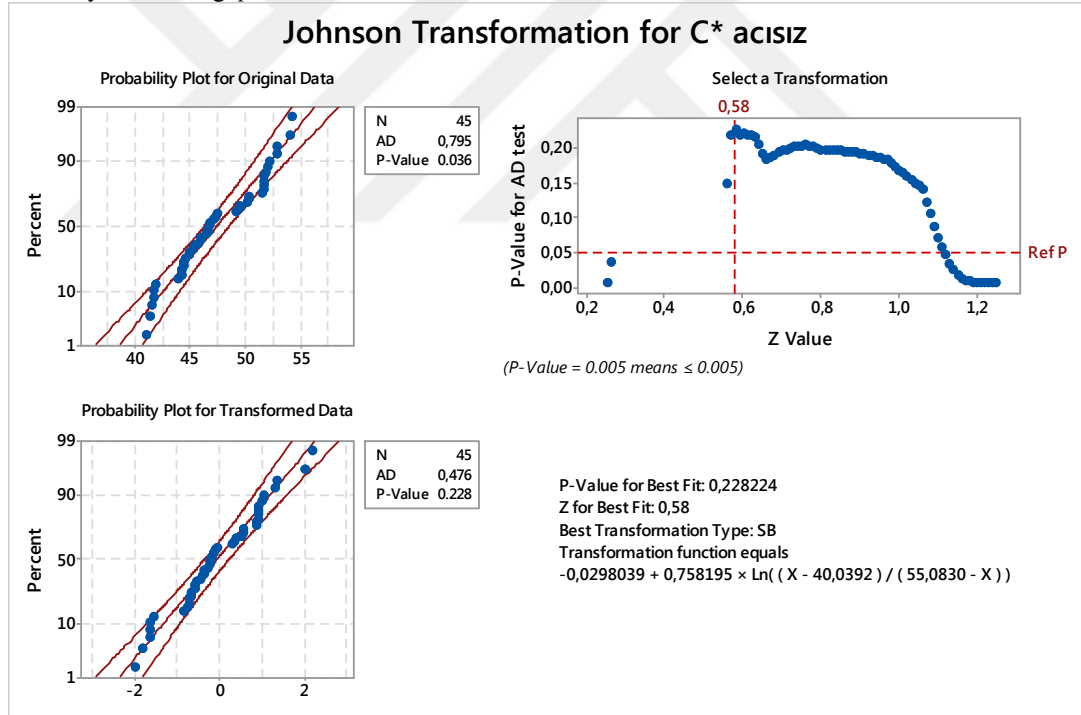 Johnson Transformation for C* acısız
Probability Plot for Original Data
99
90
50
10
1
Percent
40 45 50 55
N 45
AD 0,795
P-Value 0.036
Select a Transformation
0,58
0,20
0,15
0,10
0,05
0,00
P-Value for AD test
Ref P
0,2 0,4 0,6 0,8 1,0 1,2
Z Value
(P-Value = 0.005 means ≤ 0.005)
Probability Plot for Transformed Data
99
90
50
10
1
Percent
-2 0 2
N 45
AD 0,476
P-Value 0.228
P-Value for Best Fit: 0,228224
Z for Best Fit: 0,58
Best Transformation Type: SB
Transformation function equals
-0,0298039 + 0,758195 × Ln( ( X - 40,0392 ) / ( 55,0830 - X ) )